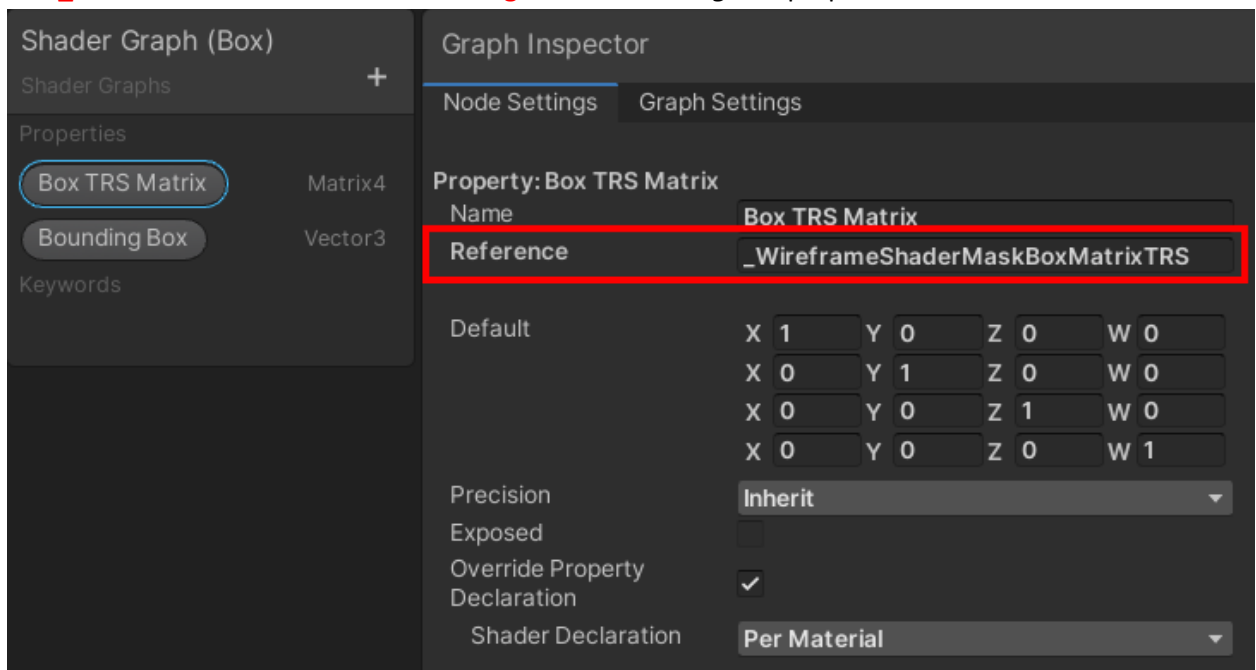 Shader Graph (Box)
Shader Graphs
+
Properties
Box TRS Matrix Matrix4
Bounding Box Vector3
Keywords
Graph Inspector
Node Settings Graph Settings
Property: Box TRS Matrix
Name Box TRS Matrix
Reference _WireframeShaderMaskBoxMatrixTRS
Default X 1 Y 0 Z 0 W 0
X 0 Y 1 Z 0 W 0
X 0 Y 0 Z 1 W 0
X 0 Y 0 Z 0 W 1
Precision Inherit
Exposed
Override Property
Declaration
Shader Declaration Per Material